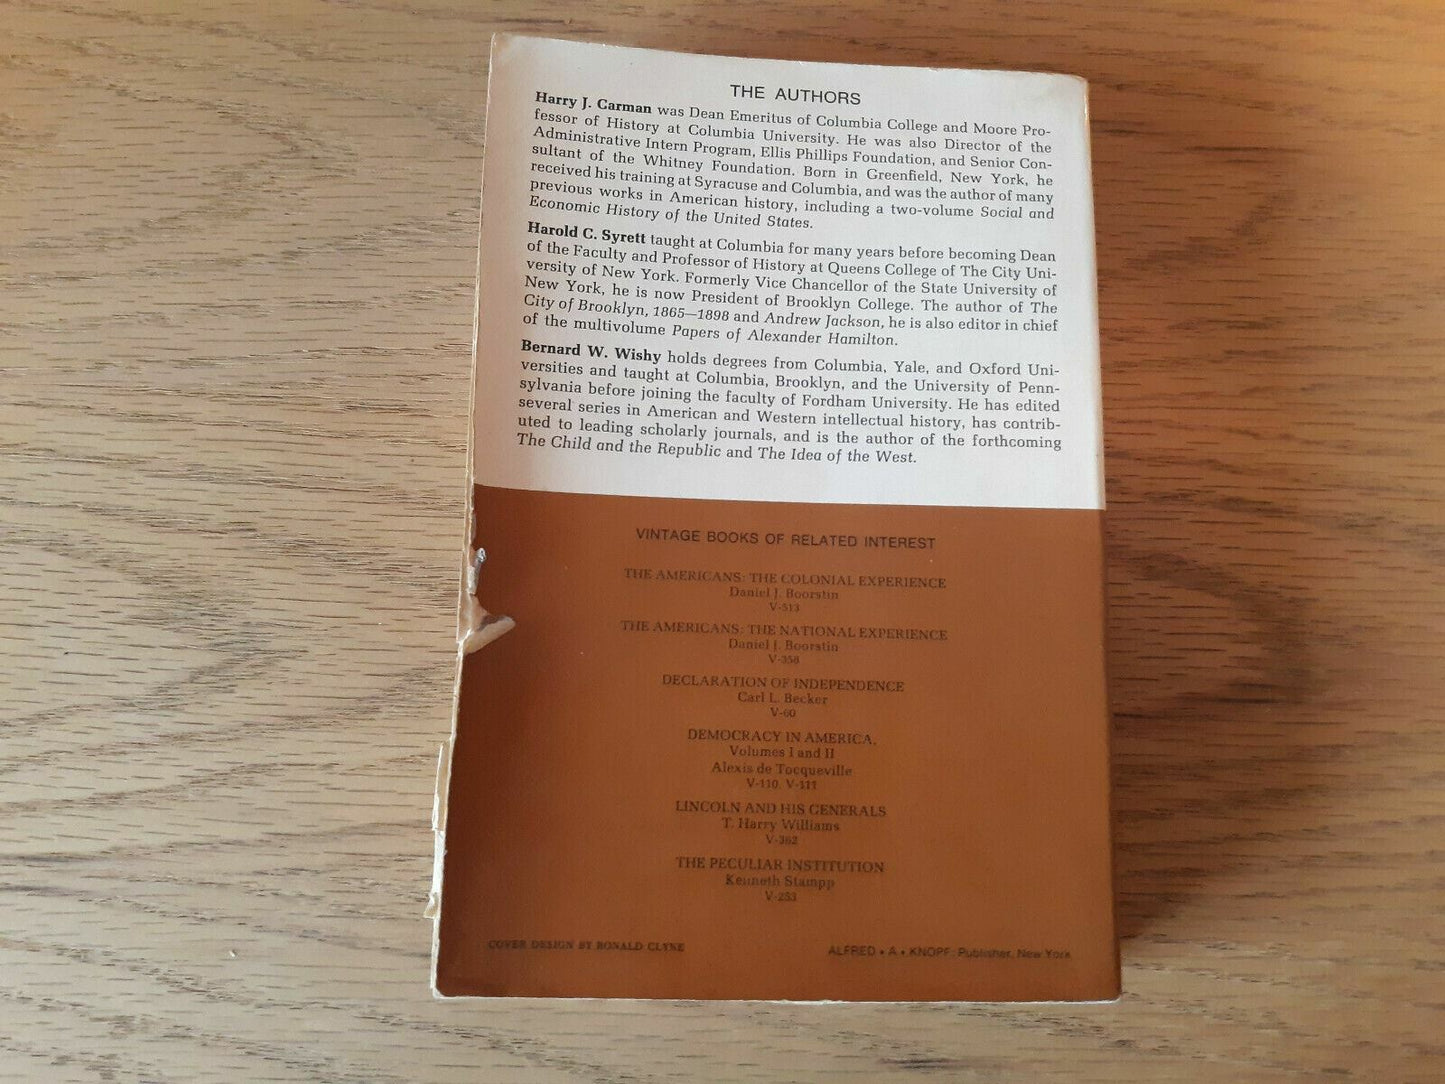 THE AUTHORS
Harry J. Carman was Dean Emeritus of Columbia College and Moore Pro-
fessor of History at Columbia University. He was also Director of the
Administrative Intern Program, Ellis Phillips Foundation, and Senior Con-
sultant of the Whitney Foundation. Born in Greenfield, New York, he
received his training at Syracuse and Columbia, and was the author of many
previous works in American history, including a two-volume Social and
Economic History of the United States.
Harold C. Syrett taught at Columbia for many years before becoming Dean
of the Faculty and Professor of History at Queens College of The City Uni-
versity of New York. Formerly Vice Chancellor of the State University of
New York, he is now President of Brooklyn College. The author of The
City of Brooklyn, 1865—1898 and Andrew Jackson, he is also editor in chief
of the multivolume Papers of Alexander Hamilton.
Bernard W. Wishy holds degrees from Columbia, Yale, and Oxford Uni-
versities and taught at Columbia, Brooklyn, and the University of Penn-
sylvania before joining the faculty of Fordham University. He has edited
several series in American and Western intellectual history, has contrib-
uted to leading scholarly journals, and is the author of the forthcoming
The Child and the Republic and The Idea of the West.
VINTAGE BOOKS OF RELATED INTEREST
THE AMERICANS: THE COLONIAL EXPERIENCE
Daniel J. Boorstin
V-513
THE AMERICANS: THE NATIONAL EXPERIENCE
Daniel J. Boorstin
V-358
DECLARATION OF INDEPENDENCE
Carl L. Becker
V-60
DEMOCRACY IN AMERICA,
Volumes I and II
Alexis de Tocqueville
V-110, V-111
LINCOLN AND HIS GENERALS
T. Harry Williams
V-362
THE PECULIAR INSTITUTION
Kenneth Stampp
V-253
COVER DESIGN BY RONALD CLYNE
ALFRED • A • KNOPF: Publisher, New York